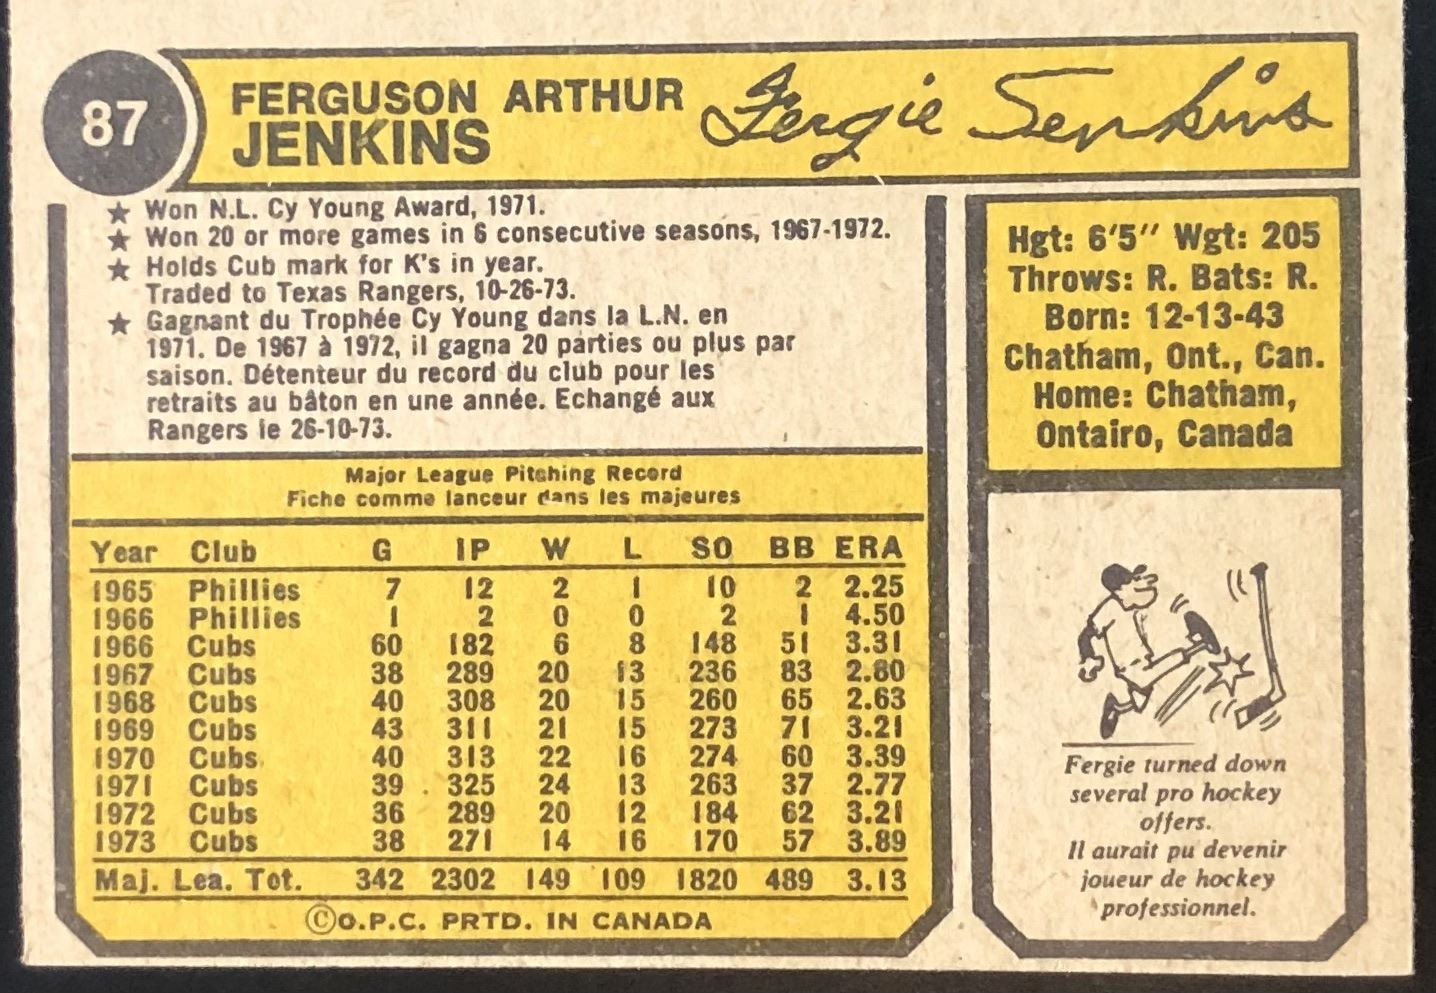 87
FERGUSON ARTHUR
JENKINS
Fergie Jenkins
★ Won N.L. Cy Young Award, 1971.
★ Won 20 or more games in 6 consecutive seasons, 1967-1972.
★ Holds Cub mark for K's in year.
Traded to Texas Rangers, 10-26-73.
★ Gagnant du Trophée Cy Young dans la L.N. en
1971. De 1967 à 1972, il gagna 20 parties ou plus par
saison. Détenteur du record du club pour les
retraits au bâton en une année. Echangé aux
Rangers le 26-10-73.
Hgt: 6'5" Wgt: 205
Throws: R. Bats: R.
Born: 12-13-43
Chatham, Ont., Can.
Home: Chatham,
Ontairo, Canada
Major League Pitching Record
Fiche comme lanceur dans les majeures
Year Club G IP W L SO BB ERA
1965 Phillies 7 12 2 1 10 2 2.25
1966 Phillies 1 2 0 0 2 1 4.50
1966 Cubs 60 182 6 8 148 51 3.31
1967 Cubs 38 289 20 13 236 83 2.80
1968 Cubs 40 308 20 15 260 65 2.63
1969 Cubs 43 311 21 15 273 71 3.21
1970 Cubs 40 313 22 16 274 60 3.39
1971 Cubs 39 325 24 13 263 37 2.77
1972 Cubs 36 289 20 12 184 62 3.21
1973 Cubs 38 271 14 16 170 57 3.89
Maj. Lea. Tot. 342 2302 149 109 1820 489 3.13
©O.P.C. PRTD. IN CANADA
Fergie turned down
several pro hockey
offers.
Il aurait pu devenir
joueur de hockey
professionnel.